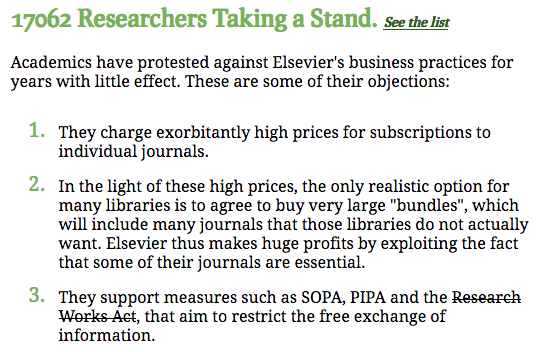 17062 Researchers Taking a Stand. See the list
Academics have protested against Elsevier's business practices for
years with little effect. These are some of their objections:
1. They charge exorbitantly high prices for subscriptions to
individual journals.
2. In the light of these high prices, the only realistic option for
many libraries is to agree to buy very large "bundles", which
will include many journals that those libraries do not actually
want. Elsevier thus makes huge profits by exploiting the fact
that some of their journals are essential.
3. They support measures such as SOPA, PIPA and the Research
Works Act, that aim to restrict the free exchange of
information.